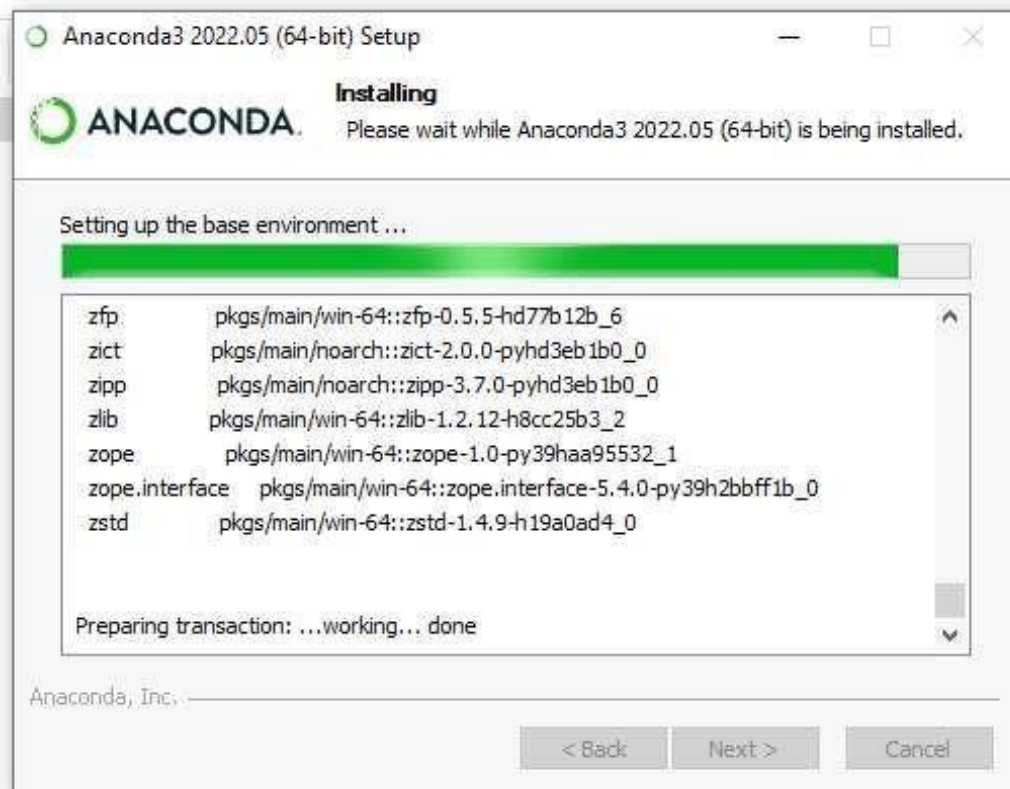 Anaconda3 2022.05 (64-bit) Setup
ANACONDA.
Installing
Please wait while Anaconda3 2022.05 (64-bit) is being installed.
Setting up the base environment ...
zfp pkgs/main/win-64::zfp-0.5.5-hd77b12b_6
zict pkgs/main/noarch::zict-2.0.0-pyhd3eb1b0_0
zipp pkgs/main/noarch::zipp-3.7.0-pyhd3eb1b0_0
zlib pkgs/main/win-64::zlib-1.2.12-h8cc25b3_2
zope pkgs/main/win-64::zope-1.0-py39haa95532_1
zope.interface pkgs/main/win-64::zope.interface-5.4.0-py39h2bbff1b_0
zstd pkgs/main/win-64::zstd-1.4.9-h19a0ad4_0
Preparing transaction: ...working... done
Anaconda, Inc.
< Back Next > Cancel